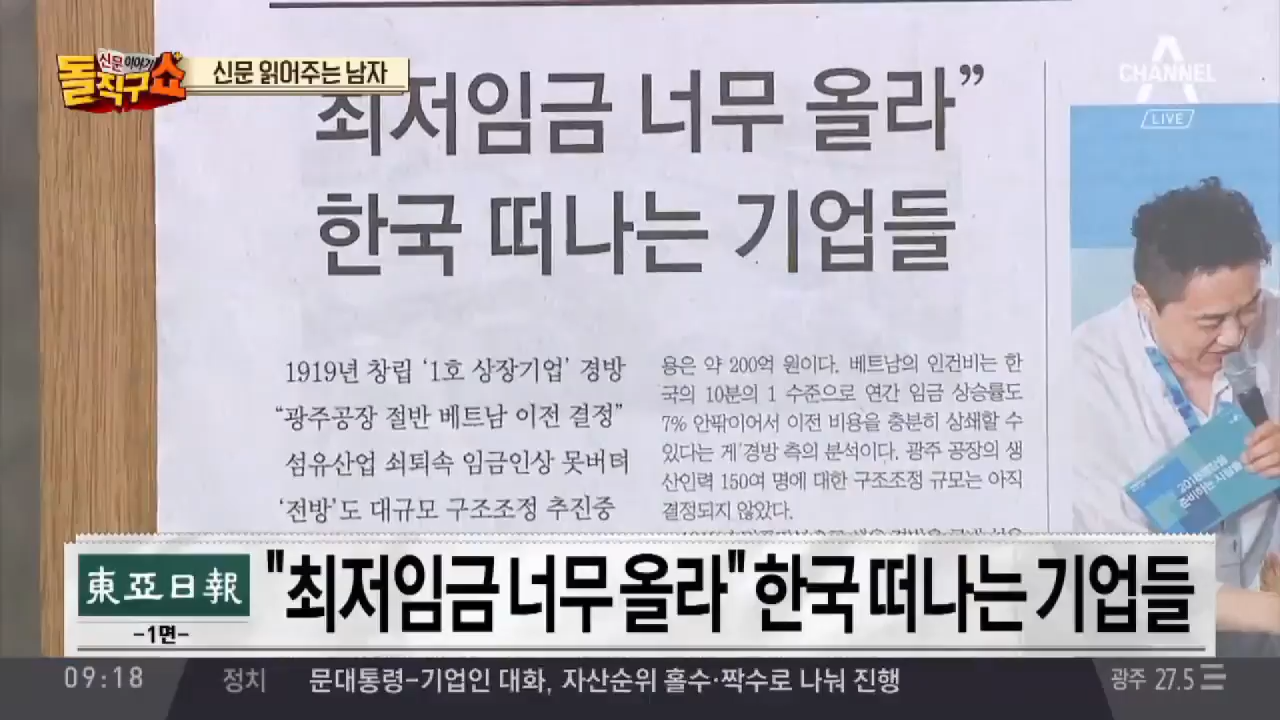 신문이야기
돌직구쇼
신문 읽어주는 남자
CHANNEL A
LIVE
최저임금 너무 올라”
한국 떠나는 기업들
1919년 창립 ‘1호 상장기업’ 경방
“광주공장 절반 베트남 이전 결정”
섬유산업 쇠퇴속 임금인상 못버텨
‘전방’도 대규모 구조조정 추진중
용은 약 200억 원이다. 베트남의 인건비는 한
국의 10분의 1 수준으로 연간 임금 상승률도
7% 안팎이어서 이전 비용을 충분히 상쇄할 수
있다는 게 경방 측의 분석이다. 광주 공장의 생
산인력 150여 명에 대한 구조조정 규모는 아직
결정되지 않았다.
東亞日報
-1면-
"최저임금 너무 올라" 한국 떠나는 기업들
09:18
정치
문대통령-기업인 대화, 자산순위 홀수·짝수로 나눠 진행
광주 27.5